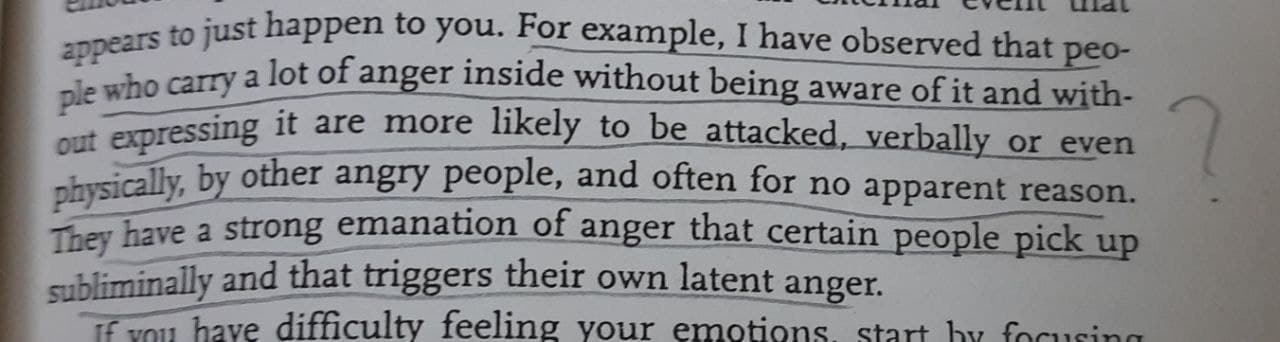 external event that
appears to just happen to you. For example, I have observed that peo-
ple who carry a lot of anger inside without being aware of it and with-
out expressing it are more likely to be attacked, verbally or even
physically, by other angry people, and often for no apparent reason.
They have a strong emanation of anger that certain people pick up
subliminally and that triggers their own latent anger.
If you have difficulty feeling your emotions, start by focusing
?